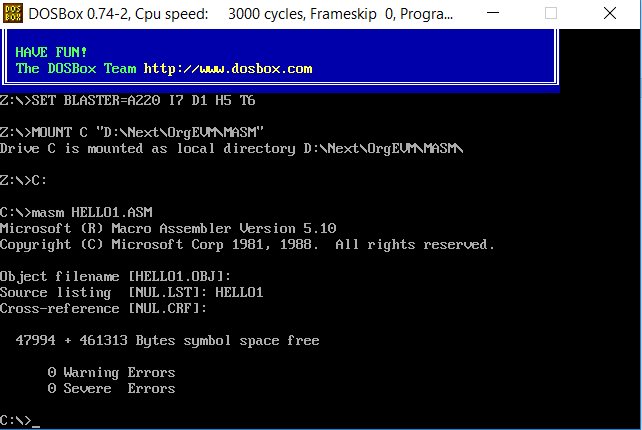 DOS
BOX
DOSBox 0.74-2, Cpu speed:    3000 cycles, Frameskip  0, Progra...
HAVE FUN!
The DOSBox Team http://www.dosbox.com
Z:\>SET BLASTER=A220 I7 D1 H5 T6
Z:\>MOUNT C "D:\Next\OrgEVM\MASM"
Drive C is mounted as local directory D:\Next\OrgEVM\MASM\
Z:\>C:
C:\>masm HELLO1.ASM
Microsoft (R) Macro Assembler Version 5.10
Copyright (C) Microsoft Corp 1981, 1988.  All rights reserved.
Object filename [HELLO1.OBJ]:
Source listing  [NUL.LST]: HELLO1
Cross-reference [NUL.CRF]:
  47994 + 461313 Bytes symbol space free
      0 Warning Errors
      0 Severe  Errors
C:\>_